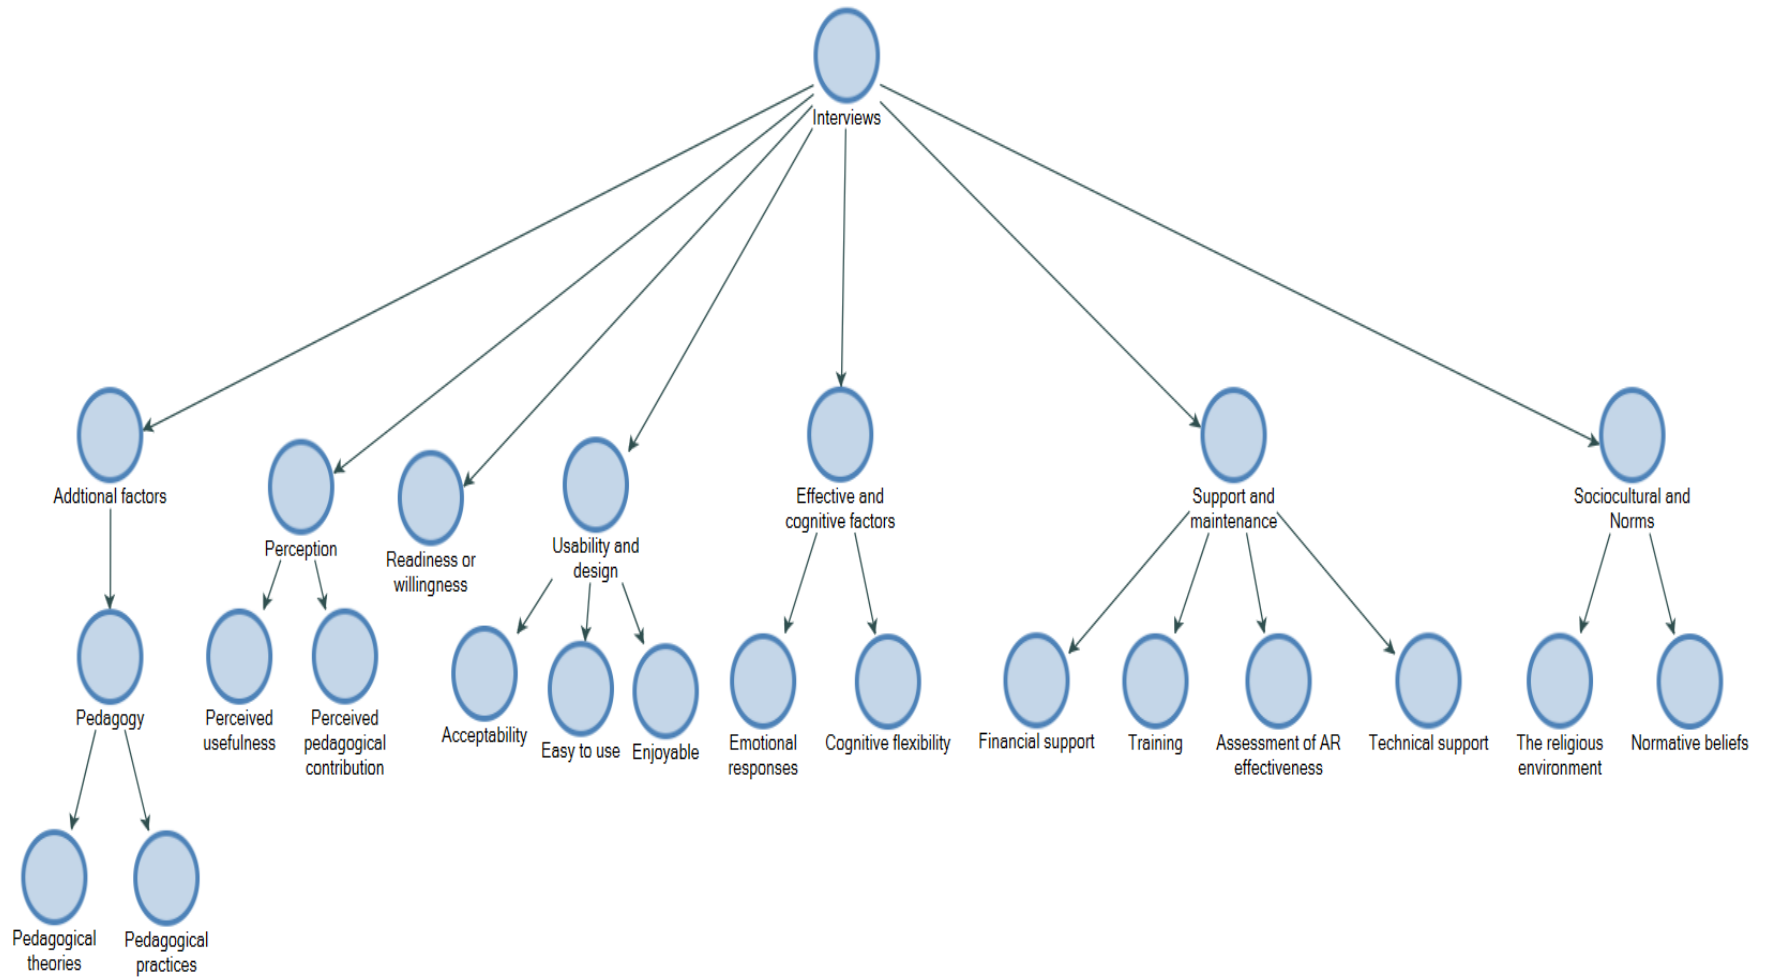 Interviews
Addtional factors
Perception
Readiness or
willingness
Usability and
design
Effective and
cognitive factors
Support and
maintenance
Sociocultural and
Norms
Pedagogy
Perceived
usefulness
Perceived
pedagogical
contribution
Acceptability
Easy to use
Enjoyable
Emotional
responses
Cognitive flexibility
Financial support
Training
Assessment of AR
effectiveness
Technical support
The religious
environment
Normative beliefs
Pedagogical
theories
Pedagogical
practices